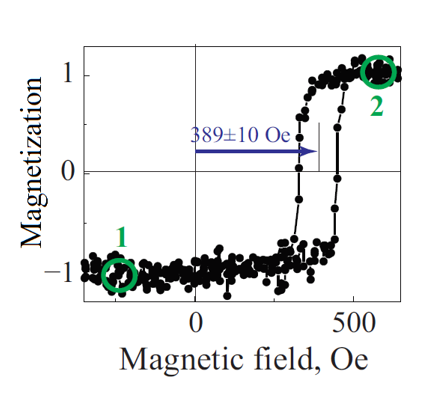 Magnetization
1
0
−1
389±10 Oe
2
1
0
500
Magnetic field, Oe